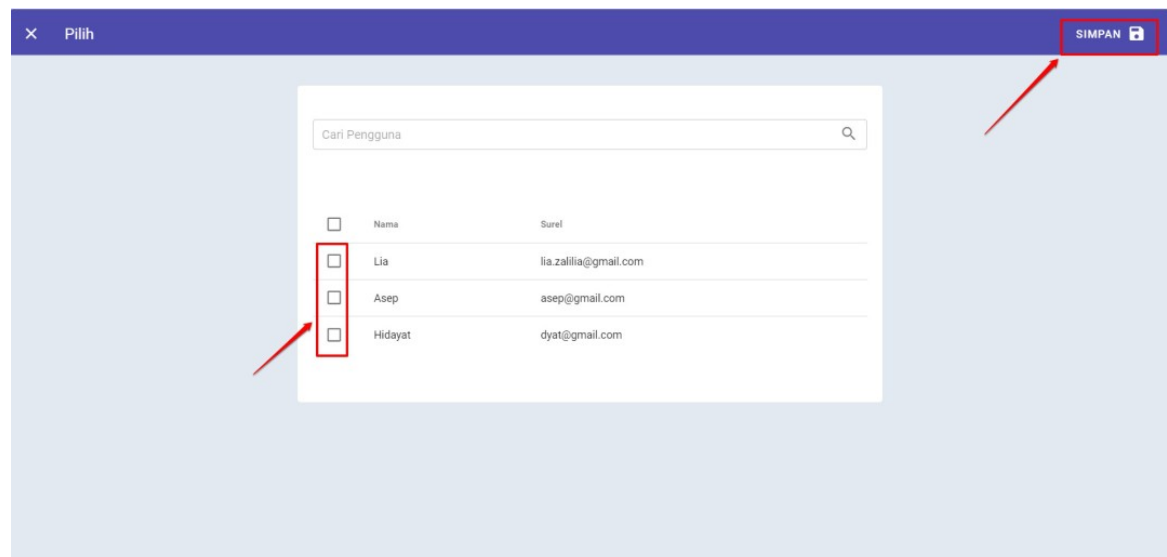 Pilih
SIMPAN
Cari Pengguna
Nama Surel
Lia lia.zalilia@gmail.com
Asep asep@gmail.com
Hidayat dyat@gmail.com